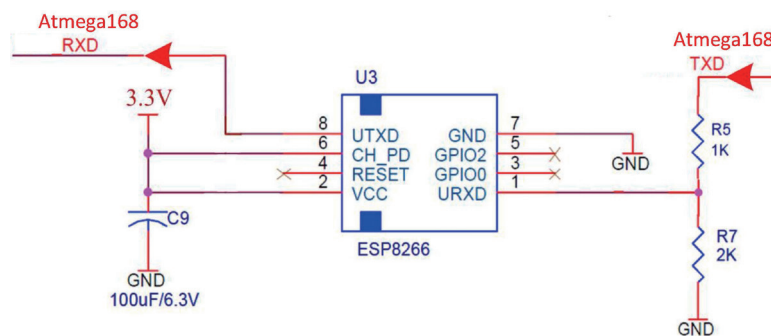 Atmega168
RXD
Atmega168
TXD
U3
3.3V
8
UTXD
GND
7
6
CH_PD
GPIO2
5
4
RESET
GPIO0
3
2
VCC
URXD
1
GND
R5
1K
C9
ESP8266
R7
2K
GND
100uF/6.3V
GND